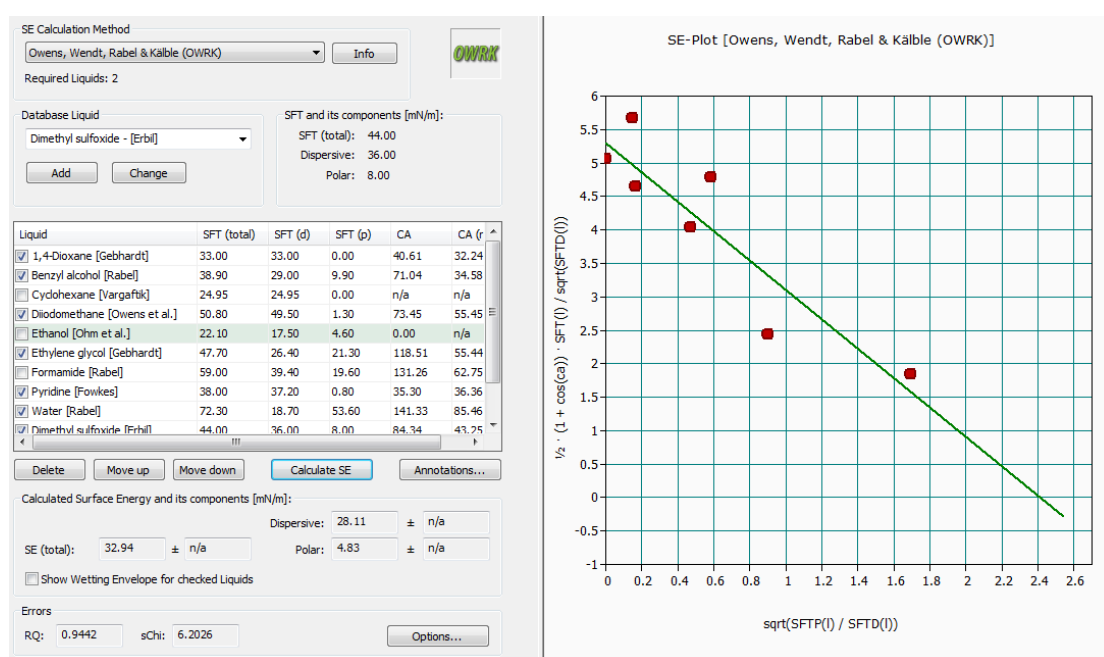 SE Calculation Method
Owens, Wendt, Rabel & Kälble (OWRK)
Info
OWRK
Required Liquids: 2
Database Liquid
Dimethyl sulfoxide - [Erbil]
Add
Change
SFT and its components [mN/m]:
SFT (total): 44.00
Dispersive: 36.00
Polar: 8.00
Liquid SFT (total) SFT (d) SFT (p) CA CA (r
1,4-Dioxane [Gebhardt] 33.00 33.00 0.00 40.61 32.24
Benzyl alcohol [Rabel] 38.90 29.00 9.90 71.04 34.58
Cyclohexane [Vargaftik] 24.95 24.95 0.00 n/a n/a
Diiodomethane [Owens et al.] 50.80 49.50 1.30 73.45 55.45
Ethanol [Ohm et al.] 22.10 17.50 4.60 0.00 n/a
Ethylene glycol [Gebhardt] 47.70 26.40 21.30 118.51 55.44
Formamide [Rabel] 59.00 39.40 19.60 131.26 62.75
Pyridine [Fowkes] 38.00 37.20 0.80 35.30 36.36
Water [Rabel] 72.30 18.70 53.60 141.33 85.46
Dimethyl sulfoxide [Erbil] 44.00 36.00 8.00 84.34 43.25
Delete
Move up
Move down
Calculate SE
Annotations...
Calculated Surface Energy and its components [mN/m]:
Dispersive: 28.11 ± n/a
SE (total): 32.94 ± n/a Polar: 4.83 ± n/a
Show Wetting Envelope for checked Liquids
Errors
RQ: 0.9442 sChi: 6.2026
Options...
SE-Plot [Owens, Wendt, Rabel & Kälble (OWRK)]
½ · (1 + cos(ca)) · SFT(l) / sqrt(SFTD(l))
6
5.5
5
4.5
4
3.5
3
2.5
2
1.5
1
0.5
0
-0.5
-1
0 0.2 0.4 0.6 0.8 1 1.2 1.4 1.6 1.8 2 2.2 2.4 2.6
sqrt(SFTP(l) / SFTD(l))